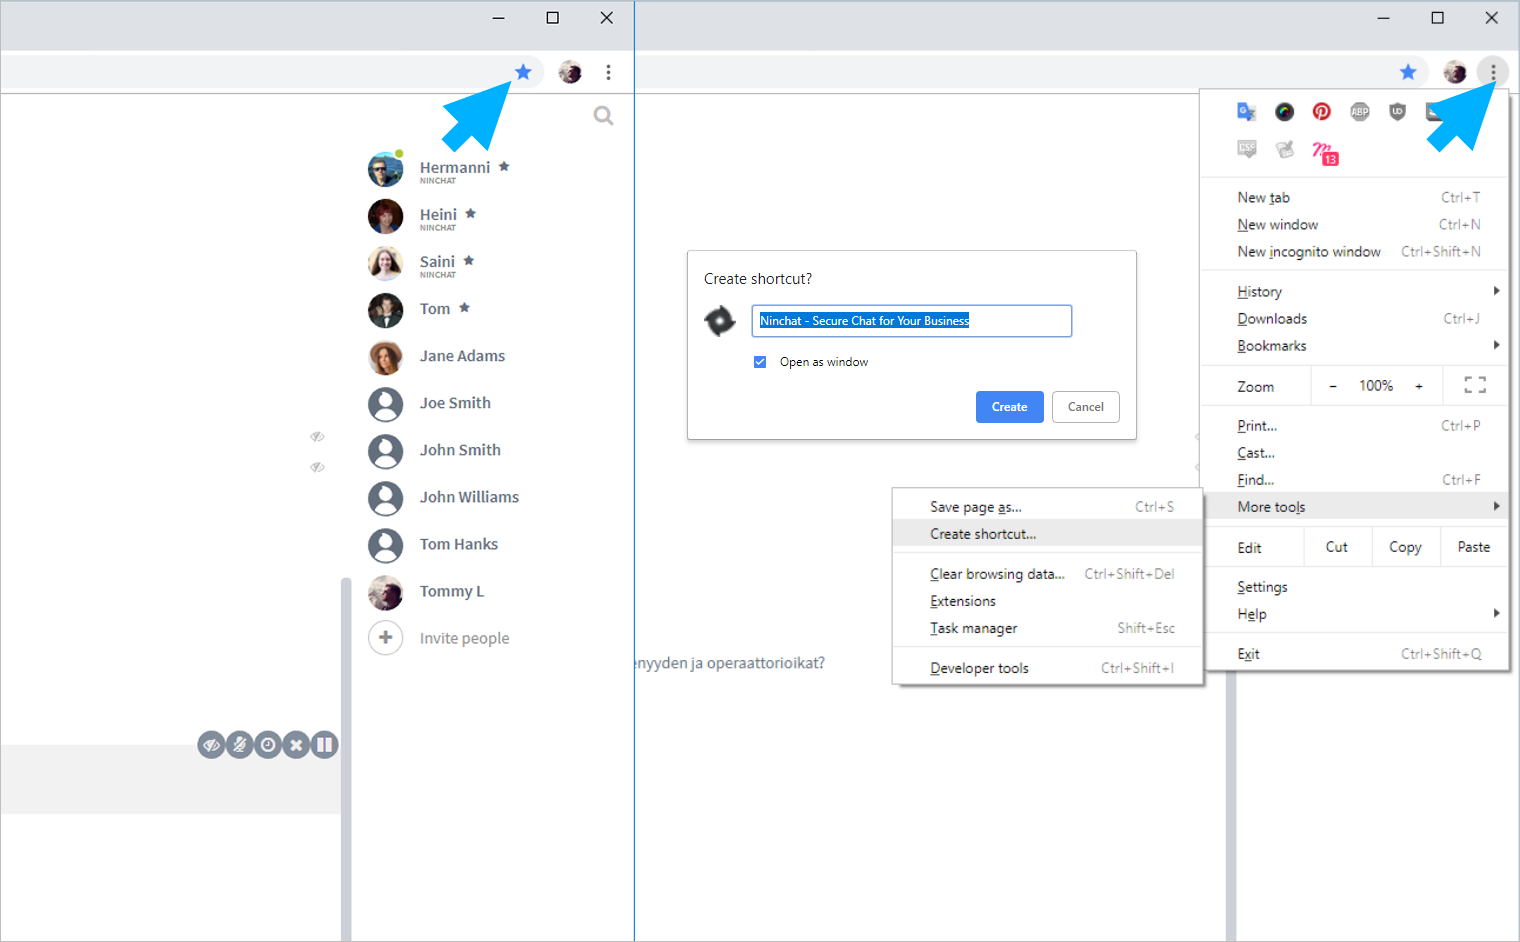 Hermanni
NINCHAT
Heini
NINCHAT
Saini
NINCHAT
Tom
Jane Adams
Joe Smith
John Smith
John Williams
Tom Hanks
Tommy L
Invite people
Create shortcut?
Ninchat - Secure Chat for Your Business
Open as window
Create Cancel
enyyden ja operaattorioikat?
Save page as... Ctrl+S
Create shortcut...
Clear browsing data... Ctrl+Shift+Del
Extensions
Task manager Shift+Esc
Developer tools Ctrl+Shift+I
ABP
UD
CSS
13
New tab Ctrl+T
New window Ctrl+N
New incognito window Ctrl+Shift+N
History
Downloads Ctrl+J
Bookmarks
Zoom - 100% +
Print... Ctrl+P
Cast...
Find... Ctrl+F
More tools
Edit Cut Copy Paste
Settings
Help
Exit Ctrl+Shift+Q